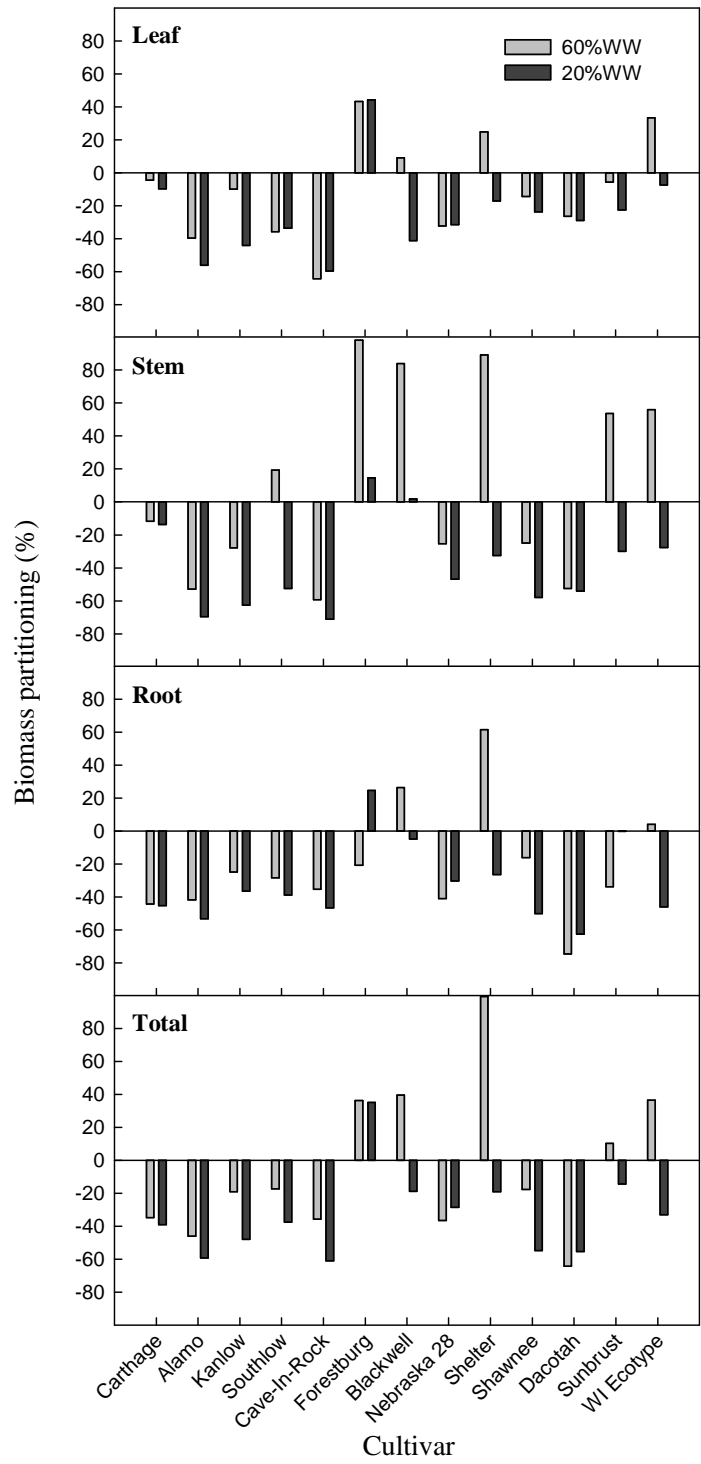 Leaf
60%WW
20%WW
80
60
40
20
0
-20
-40
-60
-80
Stem
80
60
40
20
0
-20
-40
-60
-80
Root
80
60
40
20
0
-20
-40
-60
-80
Total
80
60
40
20
0
-20
-40
-60
-80
Biomass partitioning (%)
Carthage
Alamo
Kanlow
Southlow
Cave-In-Rock
Forestburg
Blackwell
Nebraska 28
Shelter
Shawnee
Dacotah
Sunbrust
WI Ecotype
Cultivar